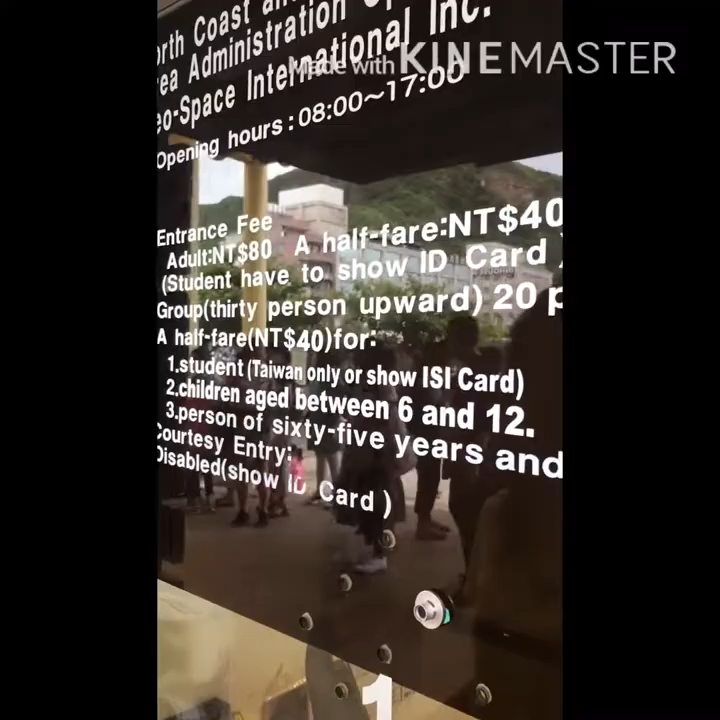 orth Coast
Administration
eo-Space International Inc.
Made with KINEMASTER
Opening hours:08:00~17:00
Entrance Fee
Adult:NT$80 A half-fare:NT$40
(Student have to show ID Card )
Group(thirty person upward) 20 p
A half-fare(NT$40)for:
1.student (Taiwan only or show ISI Card)
2.children aged between 6 and 12.
3.person of sixty-five years and
Courtesy Entry:
Disabled(show ID Card )
1